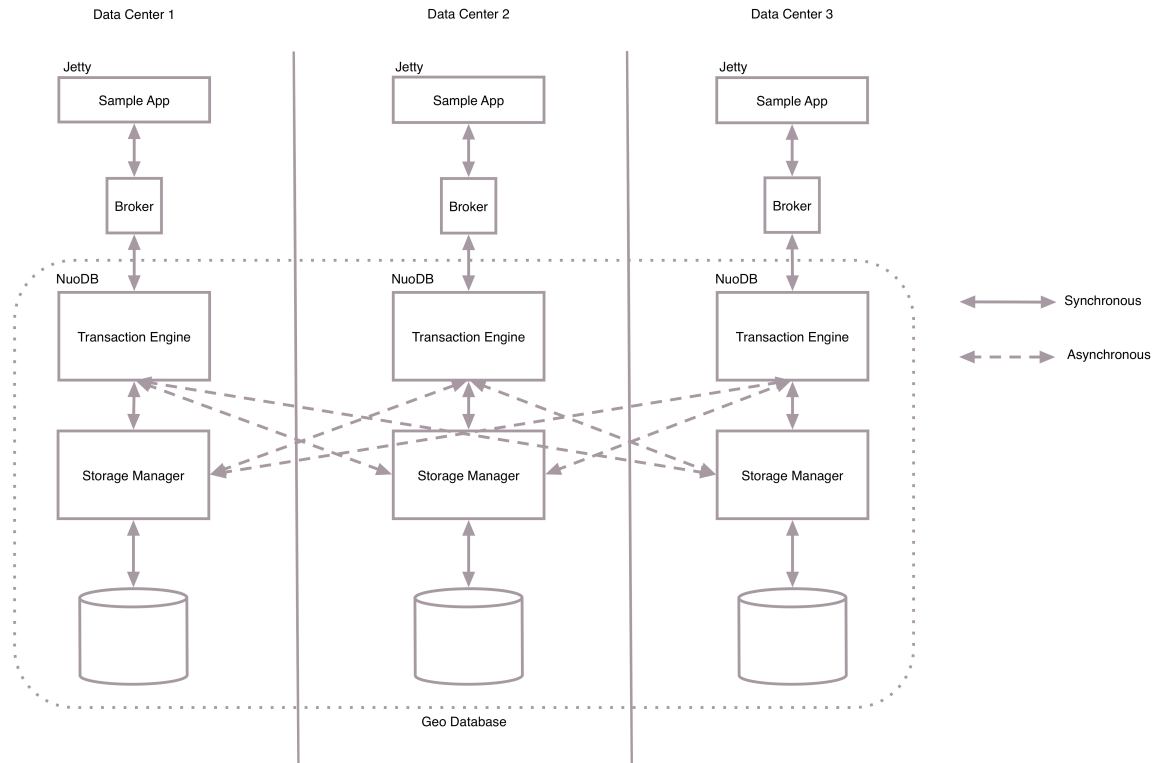 Data Center 1
Data Center 2
Data Center 3
Jetty
Jetty
Jetty
Sample App
Sample App
Sample App
Broker
Broker
Broker
NuoDB
NuoDB
NuoDB
Synchronous
Transaction Engine
Transaction Engine
Transaction Engine
Asynchronous
Storage Manager
Storage Manager
Storage Manager
Geo Database